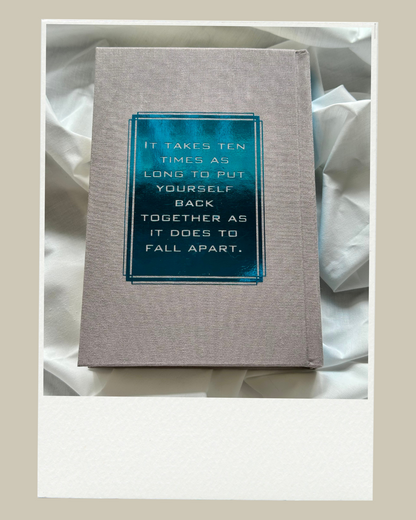 It takes ten
times as
long to put
yourself
back
together as
it does to
fall apart.